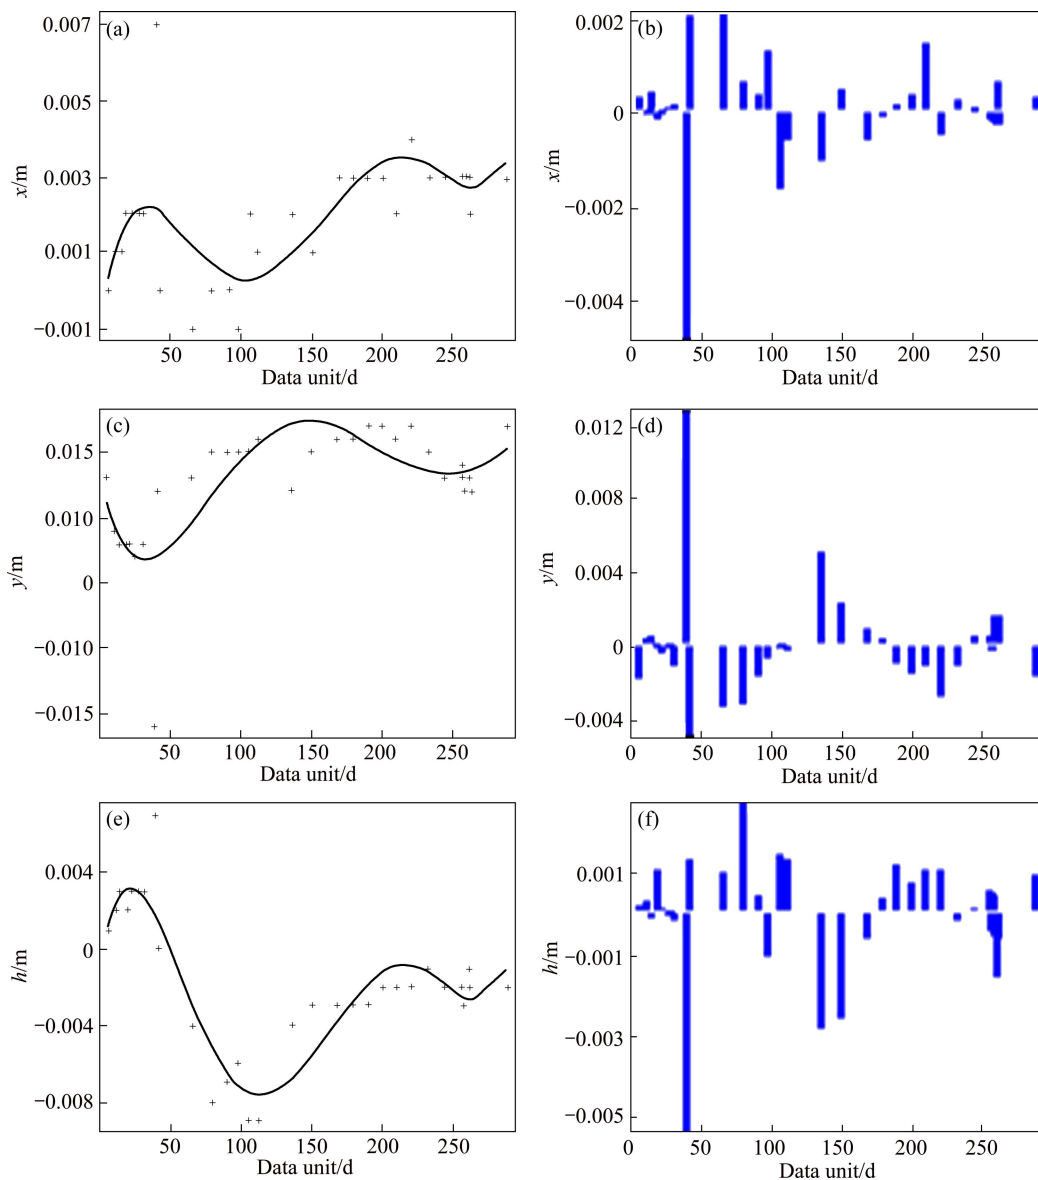 (a)
0.007
0.005
0.003
0.001
−0.001
x/m
50 100 150 200 250
Data unit/d
(b)
0.002
0
−0.002
−0.004
x/m
0 50 100 150 200 250
Data unit/d
(c)
0.015
0.010
0
−0.010
−0.015
y/m
50 100 150 200 250
Data unit/d
(d)
0.012
0.008
0.004
0
−0.004
y/m
0 50 100 150 200 250
Data unit/d
(e)
0.004
0
−0.004
−0.008
h/m
50 100 150 200 250
Data unit/d
(f)
0.001
−0.001
−0.003
−0.005
h/m
0 50 100 150 200 250
Data unit/d